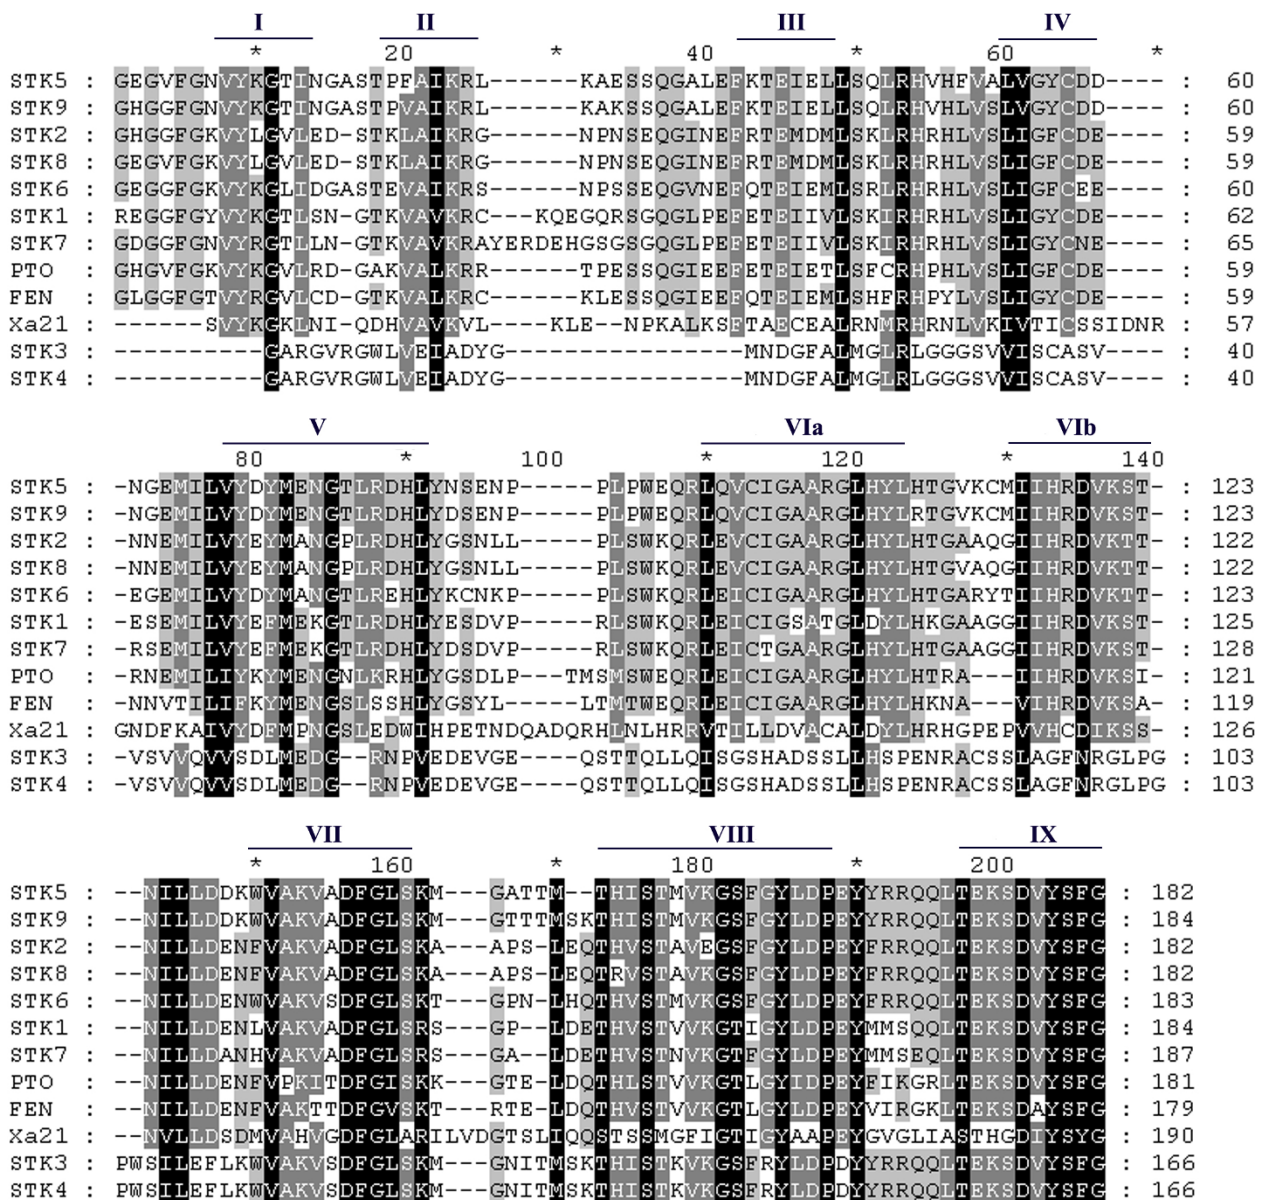 I II III IV
* 20 * 40 * 60 *
STK5 : GEGVFGNVYKGTINGASTPFAIKRL------KAESSQGALEFKTEIELLSQLRHVHFVALVGYCDD---- : 60
STK9 : GHGGFGNVYKGTINGASTPVAIKRL------KAKSSQGALEFKTEIELLSQLRHVHLVSLVGYCDD---- : 60
STK2 : GHGGFGKVYLGVLED-STKLAIKRG------NPNSEQGINEFRTEMDMLSKLRHRHLVSLIGFCDE---- : 59
STK8 : GEGVFGKVYLGVLED-STKLAIKRG------NPNSEQGINEFRTEMDMLSKLRHRHLVSLIGFCDE---- : 59
STK6 : GEGGFGKVYKGLIDGASTEVAIKRS------NPSSEQGVNEFQTEIEMLSRLRHRHLVSLIGFCEE---- : 60
STK1 : REGGFGYVYKGTLSN-GTKVAVKRC---KQEGQRSGQGLPEFETEIIVLSKIRHRHLVSLIGYCDE---- : 62
STK7 : GDGGFGNVYRGTLLN-GTKVAVKRAYERDEHGSGSGQGLPEFETEIIVLSKIRHRHLVSLIGYCNE---- : 65
PTO : GHGVFGKVYKGVLRD-GAKVALKRR------TPESSQGIEEFETEIETLSFCRHPHLVSLIGFCDE---- : 59
FEN : GLGGFGTVYRGVLCD-GTKVALKRC------KLESSQGIEEFQTEIEMLSHFRHPYLVSLIGYCDE---- : 59
Xa21 : ------SVYKGKLNI-QDHVAVKVL----KLE--NPKALKSFTAECEALRNMRHRNLVKIVTICSSIDNR : 57
STK3 : ----------GARGVRGWLVEIADYG----------------MNDGFALMGLRLGGGSVVISCASV---- : 40
STK4 : ----------GARGVRGWLVEIADYG----------------MNDGFALMGLRLGGGSVVISCASV---- : 40
V VIa VIb
80 * 100 * 120 * 140
STK5 : -NGEMILVYDYMENGTLRDHLYNSENP-----PLPWEQRLQVCIGAARGLHYLHTGVKCMIIHRDVKST- : 123
STK9 : -NGEMILVYDYMENGTLRDHLYDSENP-----PLPWEQRLQVCIGAARGLHYLRTGVKCMIIHRDVKST- : 123
STK2 : -NNEMILVYEYMANGPLRDHLYGSNLL-----PLSWKQRLEVCIGAARGLHYLHTGAAQGIIHRDVKTT- : 122
STK8 : -NNEMILVYEYMANGPLRDHLYGSNLL-----PLSWKQRLEVCIGAARGLHYLHTGVAQGIIHRDVKTT- : 122
STK6 : -EGEMILVYDYMANGTLREHLYKCNKP-----PLSWKQRLEICIGAARGLHYLHTGARYTIIHRDVKTT- : 123
STK1 : -ESEMILVYEFMEKGTLRDHLYESDVP-----RLSWKQRLEICIGSATGLDYLHKGAAGGIIHRDVKST- : 125
STK7 : -RSEMILVYEFMEKGTLRDHLYDSDVP-----RLSWKQRLEICTGAARGLHYLHTGAAGGIIHRDVKST- : 128
PTO : -RNEMILIYKYMENGNLKRHLYGSDLP---TMSMSWEQRLEICIGAARGLHYLHTRA---IIHRDVKSI- : 121
FEN : -NNVTILIFKYMENGSLSSHLYGSYL----LTMTWEQRLEVCIGAARGLHYLHKNA---VIHRDVKSA- : 119
Xa21 : GNDFKAIVYDFMPNGSLEDWIHPETNDQADQRHLNLHRRVTILLDVACALDYLHRHGPEPVVHCDIKSS- : 126
STK3 : -VSVVQVVSDLMEDG--RNPVEDEVGE----QSTTQLLQISGSHADSSLLHSPENRACSSLAGFNRGLPG : 103
STK4 : -VSVVQVVSDLMEDG--RNPVEDEVGE----QSTTQLLQISGSHADSSLLHSPENRACSSLAGFNRGLPG : 103
VII VIII IX
* 160 * 180 * 200
STK5 : --NILLDDKWVAKVADFGLSKM---GATTM--THISTMVKGSFGYLDPEYYRRQQLTEKSDVYSFG : 182
STK9 : --NILLDDKWVAKVADFGLSKM---GTTTMSKTHISTMVKGSFGYLDPEYYRRQQLTEKSDVYSFG : 184
STK2 : --NILLDENFVAKVADFGLSKA---APS-LEQTHVSTAVEGSFGYLDPEYFRRQQLTEKSDVYSFG : 182
STK8 : --NILLDENFVAKVADFGLSKA---APS-LEQTRVSTAVKGSFGYLDPEYFRRQQLTEKSDVYSFG : 182
STK6 : --NILLDENWVAKVSDFGLSKT---GPN-LHQTHVSTMVKGSFGYLDPEYFRRQQLTEKSDVYSFG : 183
STK1 : --NILLDENLVAKVADFGLSRS---GP--LDETHVSTVVKGTIGYLDPEYMMSQQLTEKSDVYSFG : 184
STK7 : --NILLDANHVAKVADFGLSRS---GA--LDETHVSTNVKGTFGYLDPEYMMSEQLTEKSDVYSFG : 187
PTO : --NILLDENFVPKITDFGISKK---GTE-LDQTHLSTVVKGTLGYIDPEYFIKGRLTEKSDVYSFG : 181
FEN : --NILLDENFVAKTTDFGVSKT---RTE-LDQTHVSTVVKGTLGYLDPEYVIRGKLTEKSDAYSFG : 179
Xa21 : --NVLLDSDMVAHVGDFGLARILVDGTSLIQQSTSSMGFIGTIGYAAPEYGVGLIASTHGDIYSYG : 190
STK3 : PWSILEFLKWVAKVSDFGLSKM---GNITMSKTHISTKVKGSFRYLDPDYYRRQQLTEKSDVYSFG : 166
STK4 : PWSILEFLKWVAKVSDFGLSKM---GNITMSKTHISTKVKGSFRYLDPDYYRRQQLTEKSDVYSFG : 166